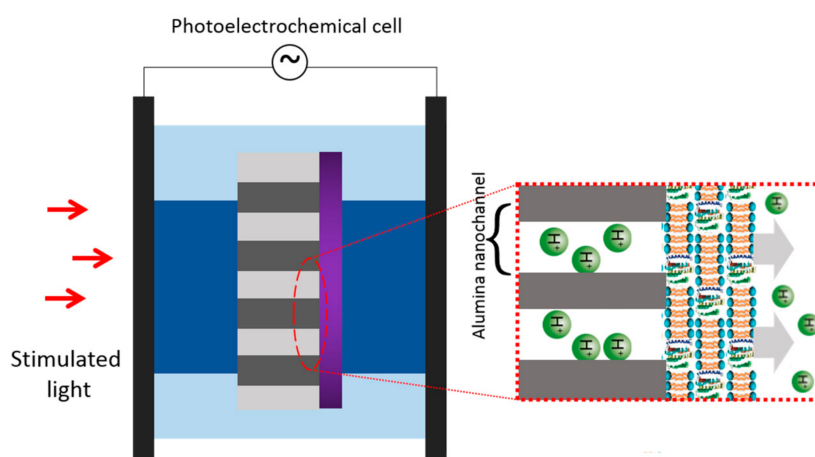 Photoelectrochemical cell
~
Stimulated
light
Alumina nanochannel
H+
H+
H+
H+
H+
H+
H+
H+
H+
H+